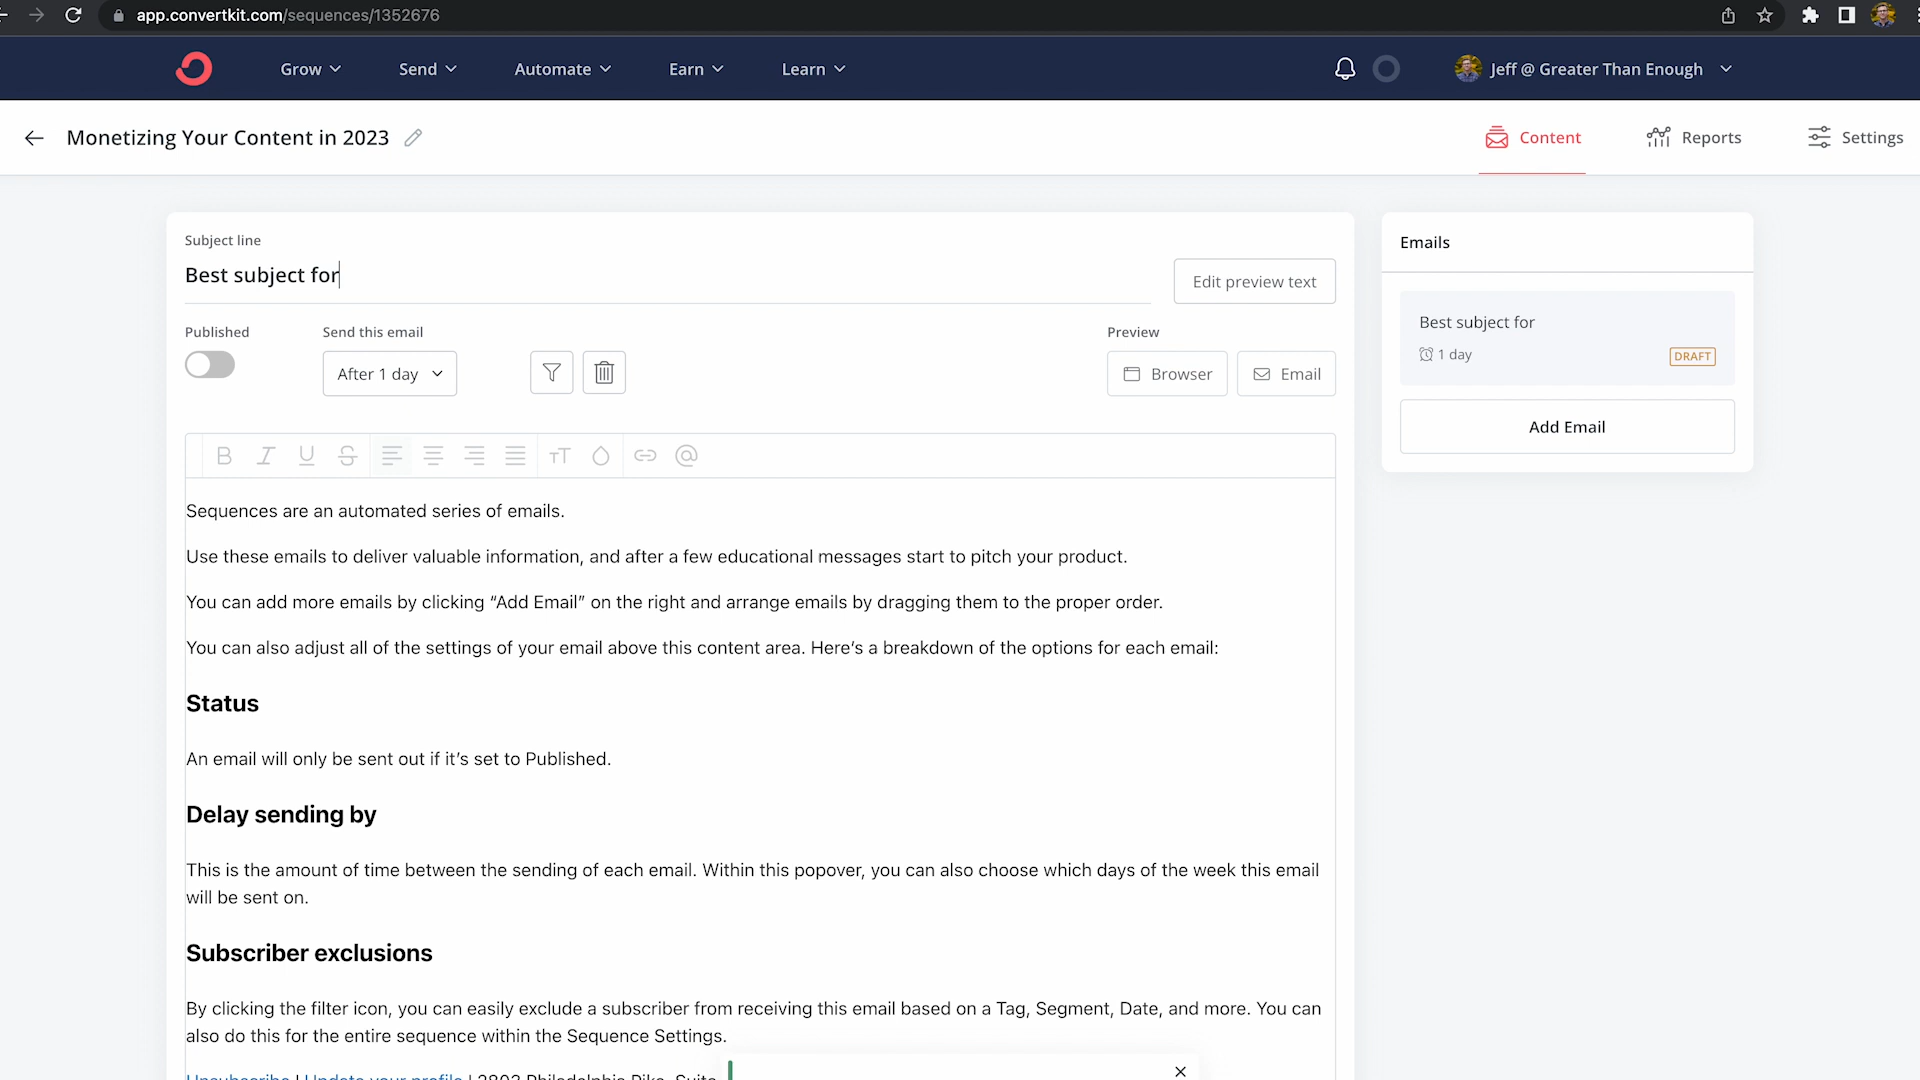 app.convertkit.com/sequences/1352676
Grow Send Automate Earn Learn Jeff @ Greater Than Enough
Monetizing Your Content in 2023 Content Reports Settings
Subject line
Best subject for
Edit preview text
Published Send this email Preview
After 1 day Browser Email
B I U S TT @
Sequences are an automated series of emails.
Use these emails to deliver valuable information, and after a few educational messages start to pitch your product.
You can add more emails by clicking “Add Email” on the right and arrange emails by dragging them to the proper order.
You can also adjust all of the settings of your email above this content area. Here’s a breakdown of the options for each email:
Status
An email will only be sent out if it’s set to Published.
Delay sending by
This is the amount of time between the sending of each email. Within this popover, you can also choose which days of the week this email
will be sent on.
Subscriber exclusions
By clicking the filter icon, you can easily exclude a subscriber from receiving this email based on a Tag, Segment, Date, and more. You can
also do this for the entire sequence within the Sequence Settings.
Unsubscribe | Update your profile | 2803 Philadelphia Pike, Suite
Emails
Best subject for
1 day DRAFT
Add Email